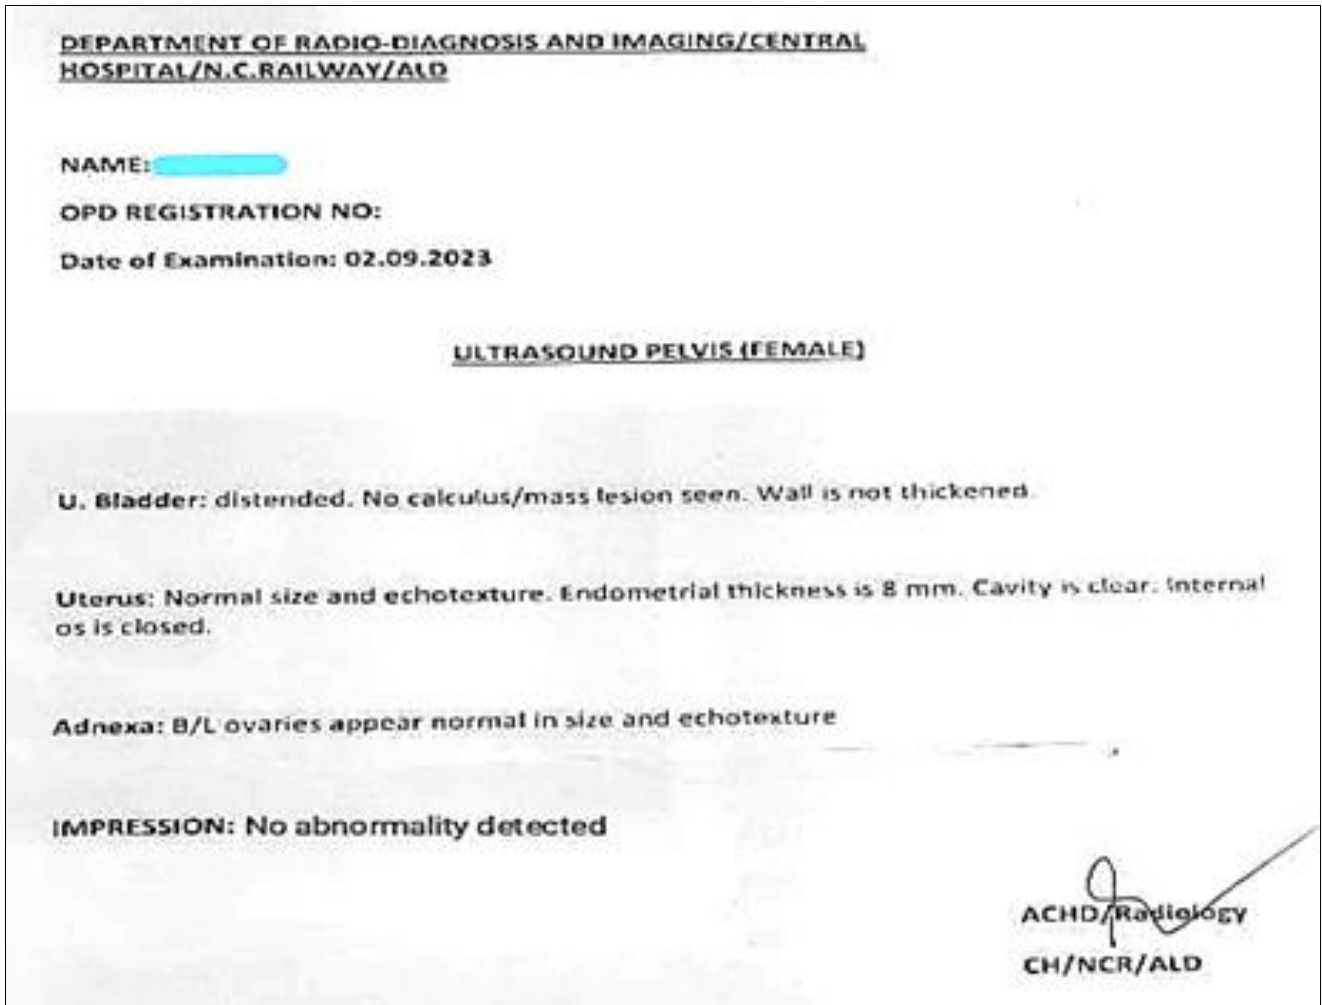 DEPARTMENT OF RADIO-DIAGNOSIS AND IMAGING/CENTRAL
HOSPITAL/N.C.RAILWAY/ALD
NAME:
OPD REGISTRATION NO:
Date of Examination: 02.09.2023
ULTRASOUND PELVIS (FEMALE)
U. Bladder: distended. No calculus/mass lesion seen. Wall is not thickened.
Uterus: Normal size and echotexture. Endometrial thickness is 8 mm. Cavity is clear. Internal
os is closed.
Adnexa: B/L ovaries appear normal in size and echotexture
IMPRESSION: No abnormality detected
ACHD/Radiology
CH/NCR/ALD